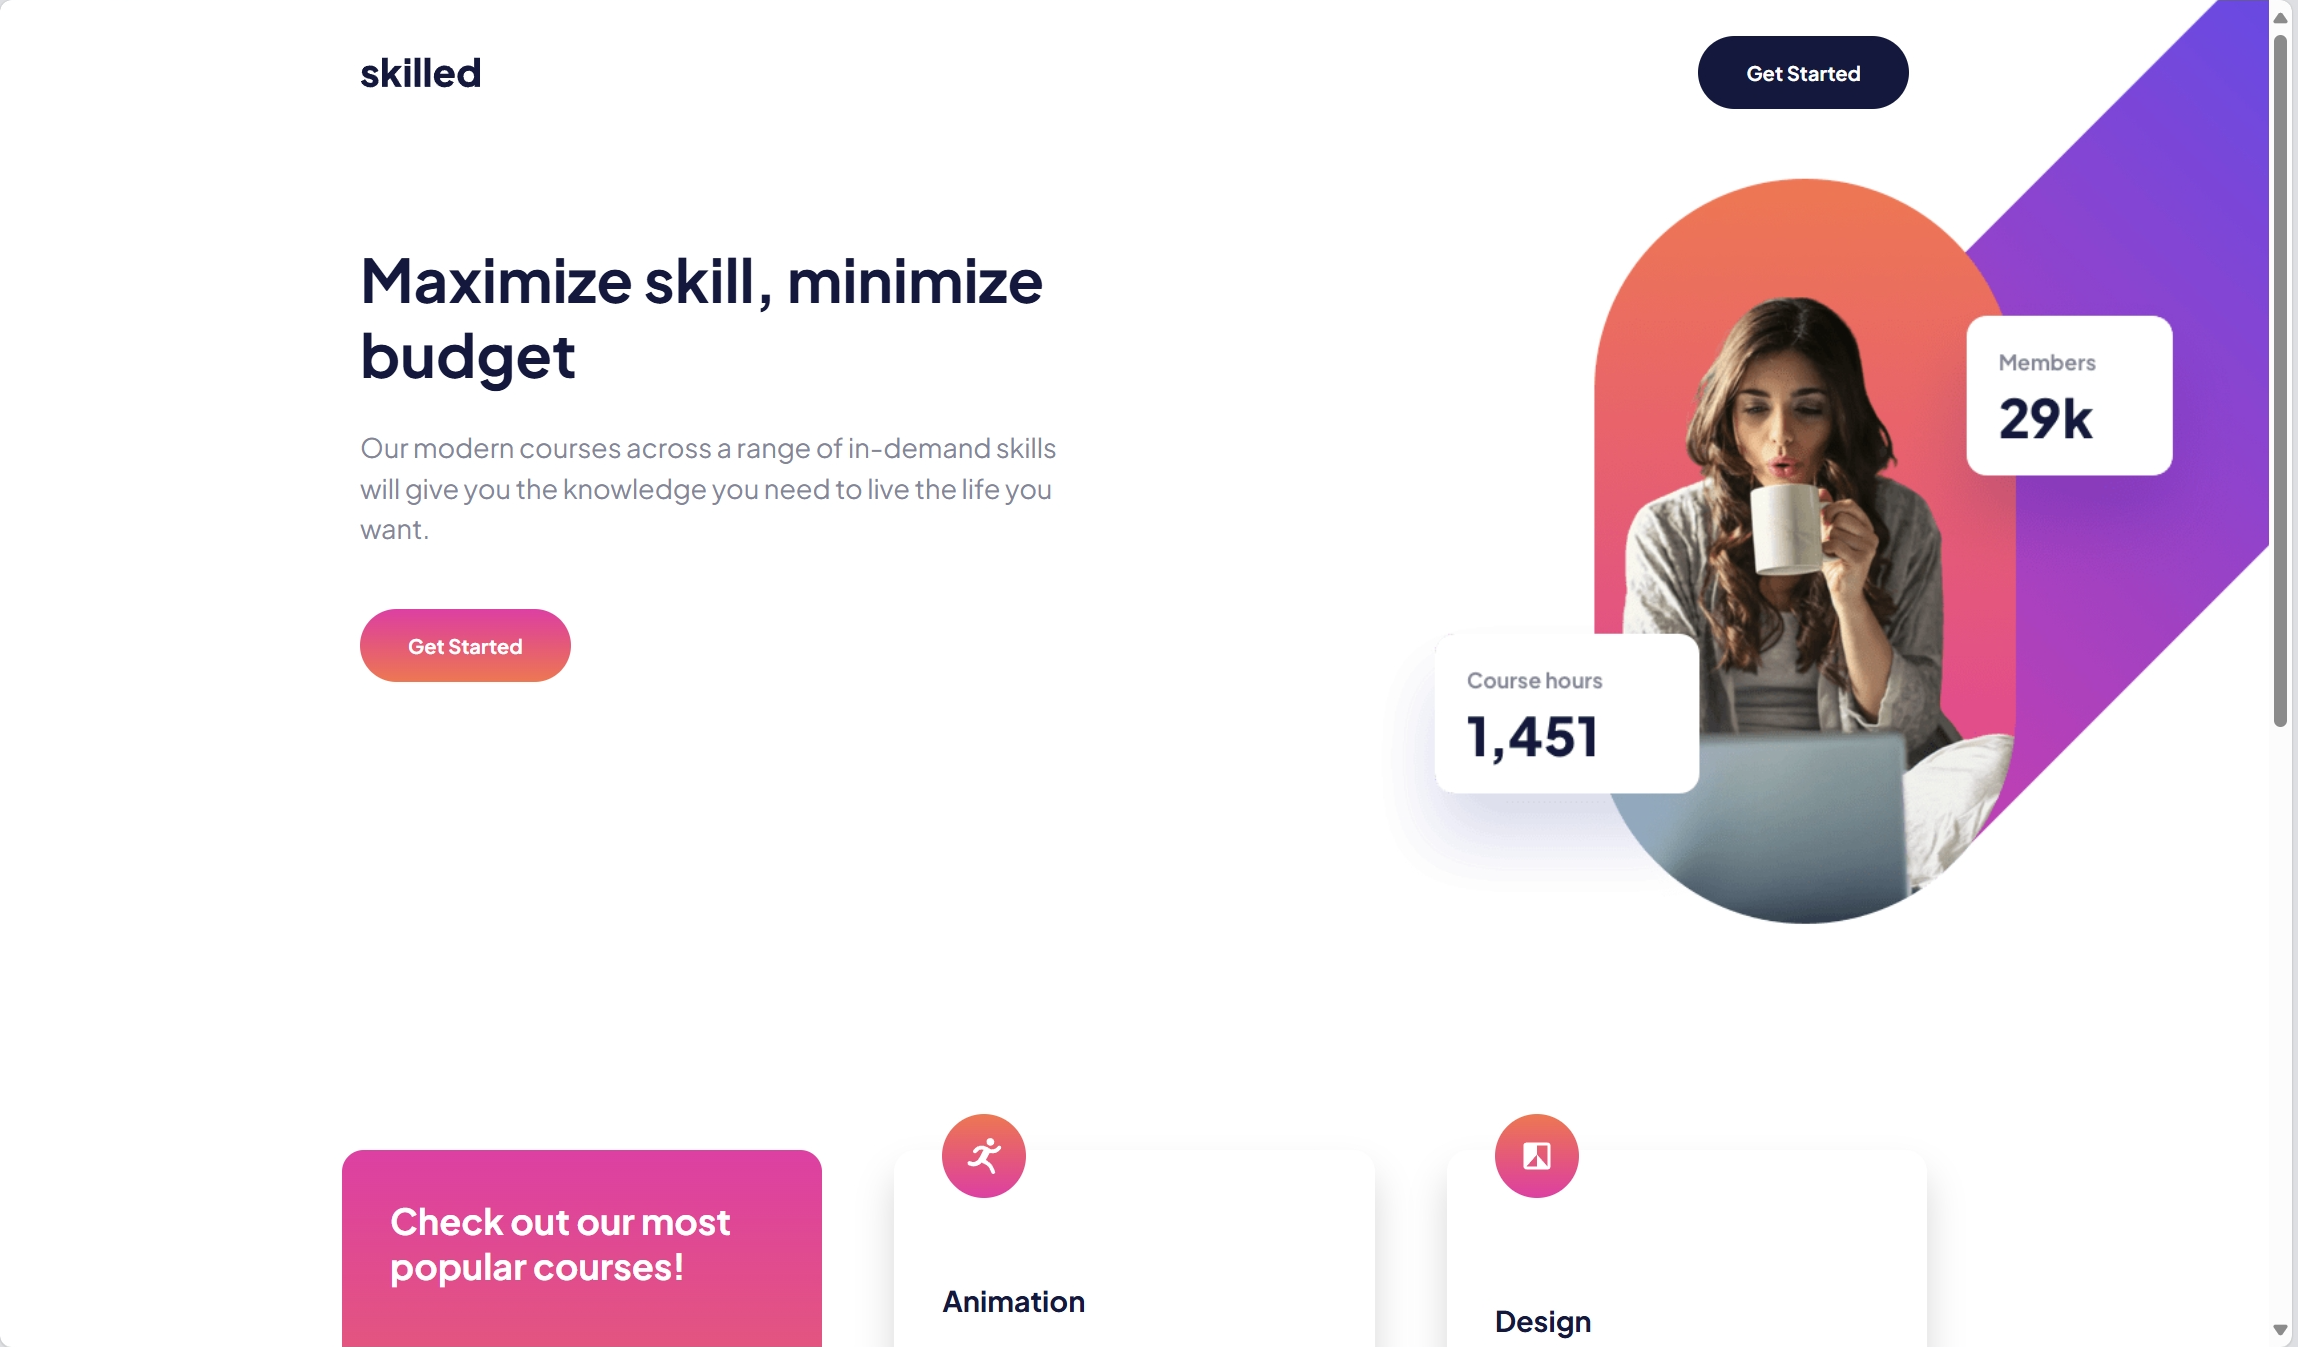 skilled
Get Started
Maximize skill, minimize
budget
Our modern courses across a range of in-demand skills
will give you the knowledge you need to live the life you
want.
Get Started
Members
29k
Course hours
1,451
Check out our most
popular courses!
Animation
Design